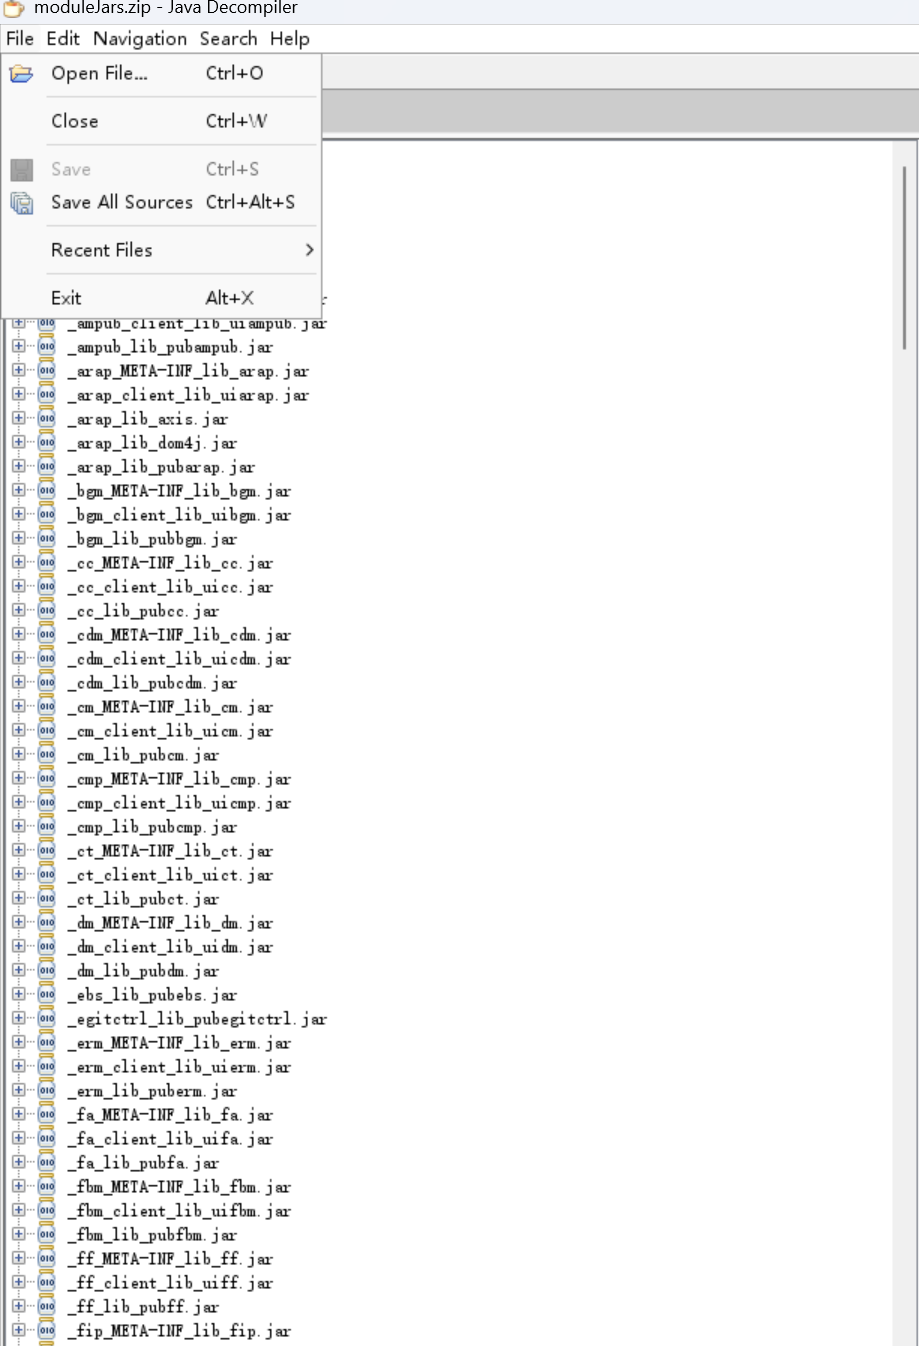 moduleJars.zip - Java Decompiler
File Edit Navigation Search Help
Open File... Ctrl+O
Close Ctrl+W
Save Ctrl+S
Save All Sources Ctrl+Alt+S
Recent Files
Exit Alt+X
_ampub_client_lib_uiampub.jar
_ampub_lib_pubampub.jar
_arap_META-INF_lib_arap.jar
_arap_client_lib_uiarap.jar
_arap_lib_axis.jar
_arap_lib_dom4j.jar
_arap_lib_pubarap.jar
_bgm_META-INF_lib_bgm.jar
_bgm_client_lib_uibgm.jar
_bgm_lib_pubbgm.jar
_cc_META-INF_lib_cc.jar
_cc_client_lib_uicc.jar
_cc_lib_pubcc.jar
_cdm_META-INF_lib_cdm.jar
_cdm_client_lib_uicdm.jar
_cdm_lib_pubcdm.jar
_cm_META-INF_lib_cm.jar
_cm_client_lib_uicm.jar
_cm_lib_pubcm.jar
_cmp_META-INF_lib_cmp.jar
_cmp_client_lib_uicmp.jar
_cmp_lib_pubcmp.jar
_ct_META-INF_lib_ct.jar
_ct_client_lib_uict.jar
_ct_lib_pubct.jar
_dm_META-INF_lib_dm.jar
_dm_client_lib_uidm.jar
_dm_lib_pubdm.jar
_ebs_lib_pubebs.jar
_egitctrl_lib_pubegitctrl.jar
_erm_META-INF_lib_erm.jar
_erm_client_lib_uierm.jar
_erm_lib_puberm.jar
_fa_META-INF_lib_fa.jar
_fa_client_lib_uifa.jar
_fa_lib_pubfa.jar
_fbm_META-INF_lib_fbm.jar
_fbm_client_lib_uifbm.jar
_fbm_lib_pubfbm.jar
_ff_META-INF_lib_ff.jar
_ff_client_lib_uiff.jar
_ff_lib_pubff.jar
_fip_META-INF_lib_fip.jar